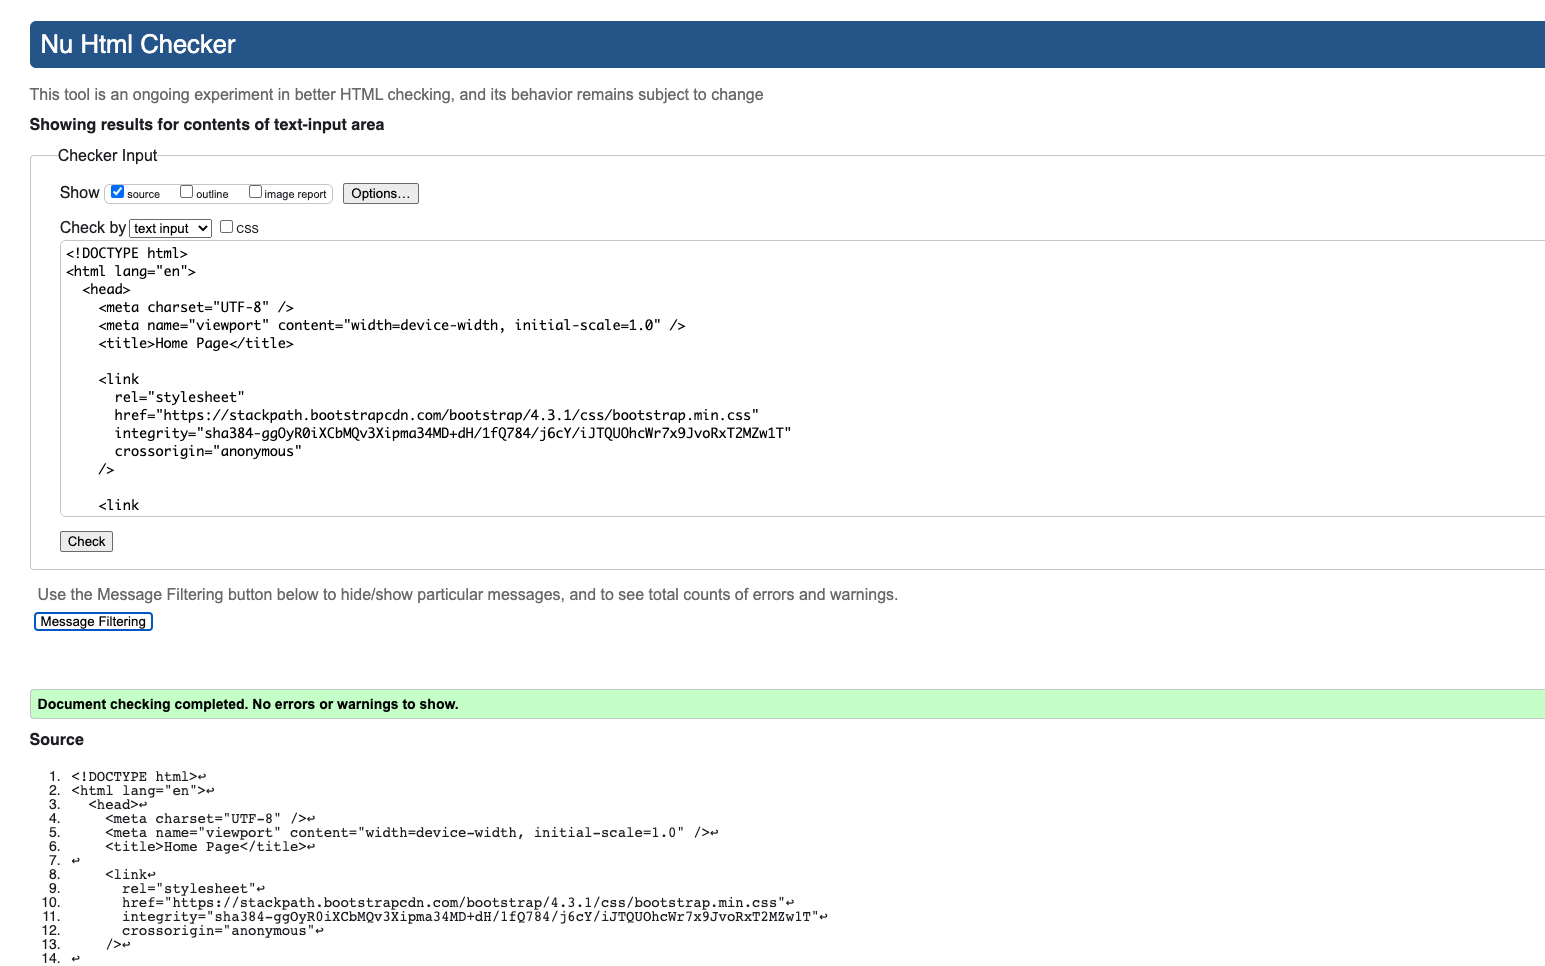 Nu Html Checker
This tool is an ongoing experiment in better HTML checking, and its behavior remains subject to change
Showing results for contents of text-input area
Checker Input
Show source outline image report Options...
Check by text input css
<!DOCTYPE html>
<html lang="en">
  <head>
    <meta charset="UTF-8" />
    <meta name="viewport" content="width=device-width, initial-scale=1.0" />
    <title>Home Page</title>
    <link
      rel="stylesheet"
      href="https://stackpath.bootstrapcdn.com/bootstrap/4.3.1/css/bootstrap.min.css"
      integrity="sha384-ggOyR0iXCbMQv3Xipma34MD+dH/1fQ784/j6cY/iJTQUOhcWr7x9JvoRxT2MZw1T"
      crossorigin="anonymous"
    />
    <link
Check
Use the Message Filtering button below to hide/show particular messages, and to see total counts of errors and warnings.
Message Filtering
Document checking completed. No errors or warnings to show.
Source
1. <!DOCTYPE html>↩
2. <html lang="en">↩
3.   <head>↩
4.     <meta charset="UTF-8" />↩
5.     <meta name="viewport" content="width=device-width, initial-scale=1.0" />↩
6.     <title>Home Page</title>↩
7. ↩
8.     <link↩
9.       rel="stylesheet"↩
10.       href="https://stackpath.bootstrapcdn.com/bootstrap/4.3.1/css/bootstrap.min.css"↩
11.       integrity="sha384-ggOyR0iXCbMQv3Xipma34MD+dH/1fQ784/j6cY/iJTQUOhcWr7x9JvoRxT2MZw1T"↩
12.       crossorigin="anonymous"↩
13.     />↩
14. ↩